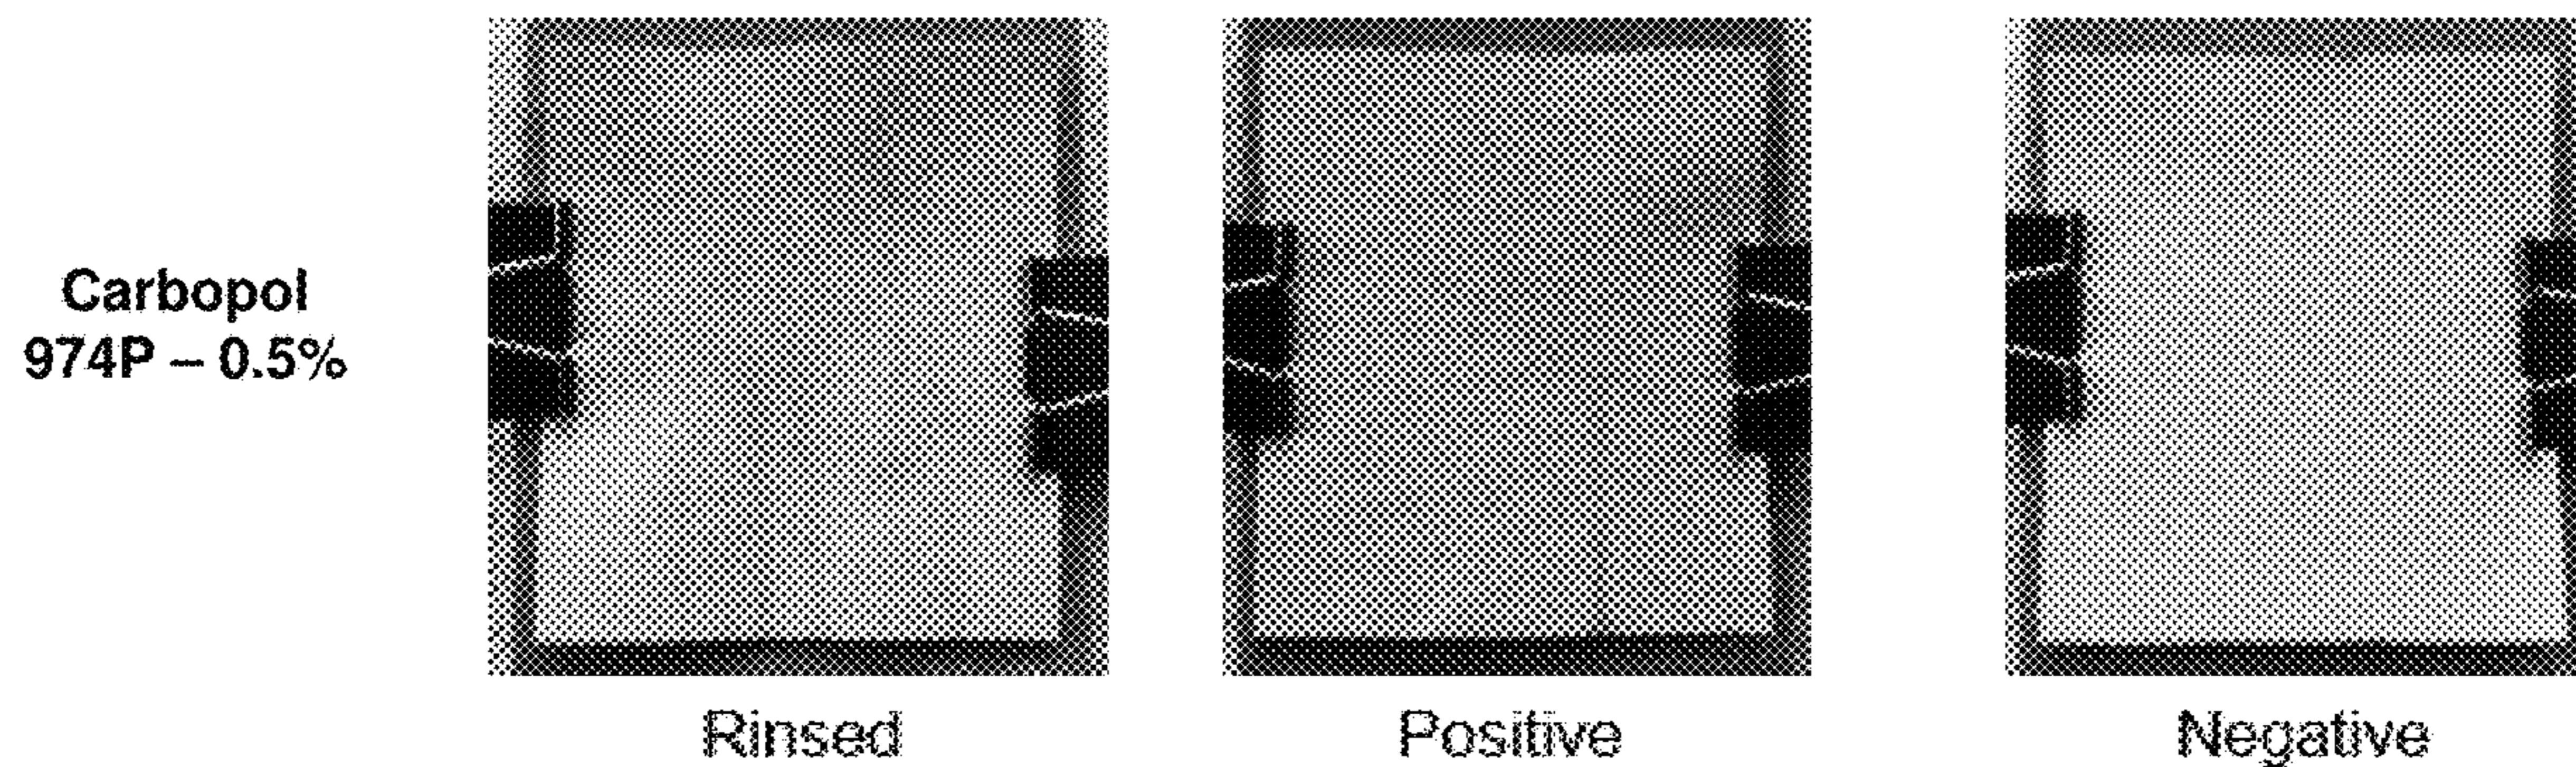 Carbopol
974P – 0.5%
Rinsed
Positive
Negative